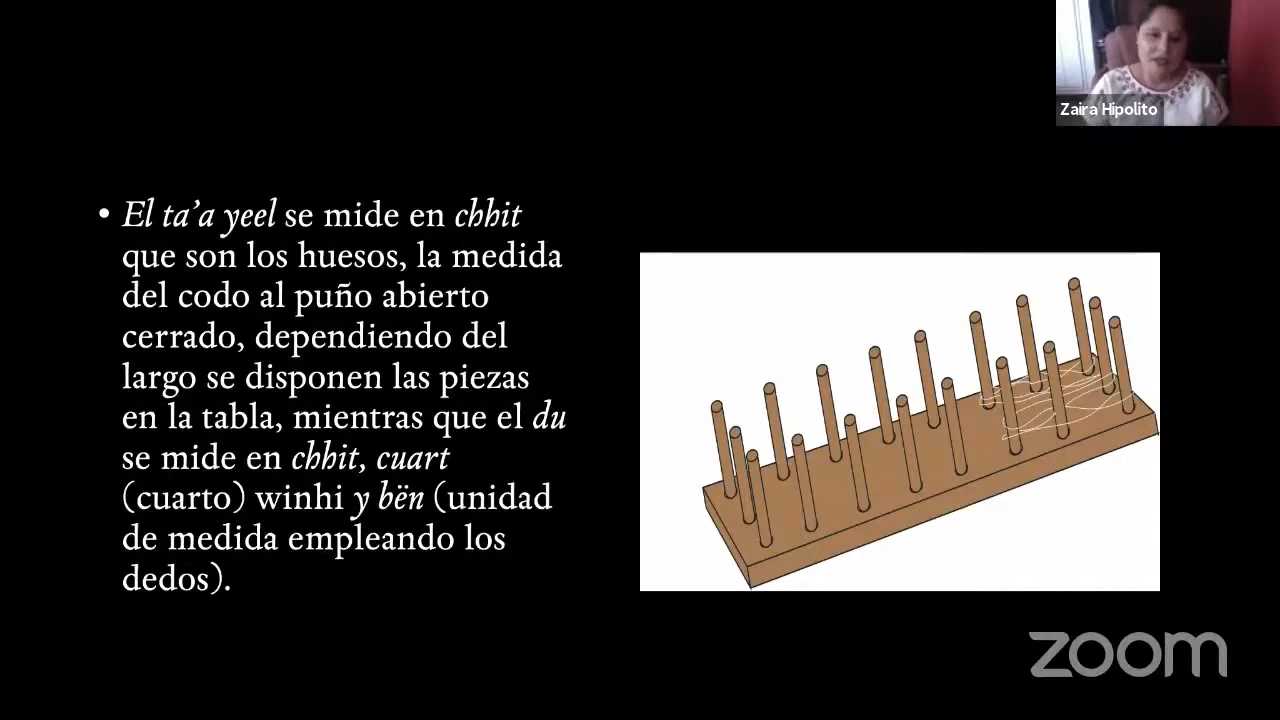 Zaira Hipolito
• El ta’a yeel se mide en chhit
que son los huesos, la medida
del codo al puño abierto
cerrado, dependiendo del
largo se disponen las piezas
en la tabla, mientras que el du
se mide en chhit, cuart
(cuarto) winhi y bën (unidad
de medida empleando los
dedos).
zoom